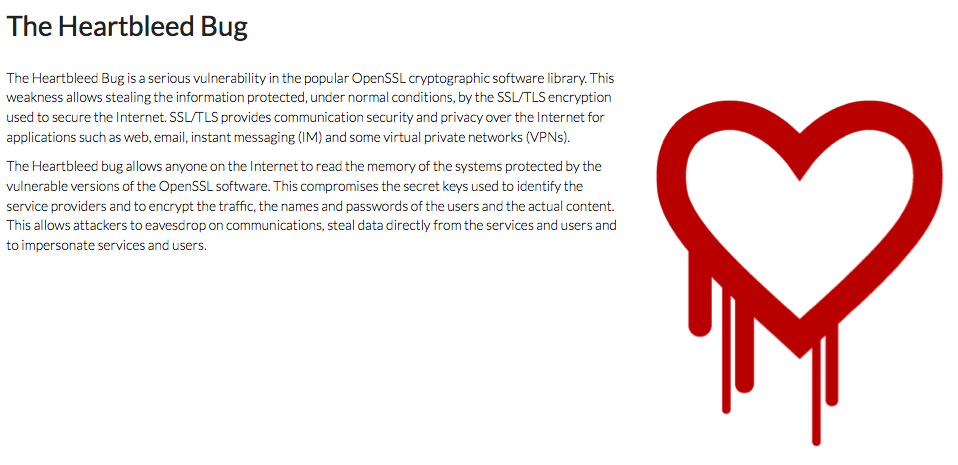 The Heartbleed Bug
The Heartbleed Bug is a serious vulnerability in the popular OpenSSL cryptographic software library. This
weakness allows stealing the information protected, under normal conditions, by the SSL/TLS encryption
used to secure the Internet. SSL/TLS provides communication security and privacy over the Internet for
applications such as web, email, instant messaging (IM) and some virtual private networks (VPNs).
The Heartbleed bug allows anyone on the Internet to read the memory of the systems protected by the
vulnerable versions of the OpenSSL software. This compromises the secret keys used to identify the
service providers and to encrypt the traffic, the names and passwords of the users and the actual content.
This allows attackers to eavesdrop on communications, steal data directly from the services and users and
to impersonate services and users.